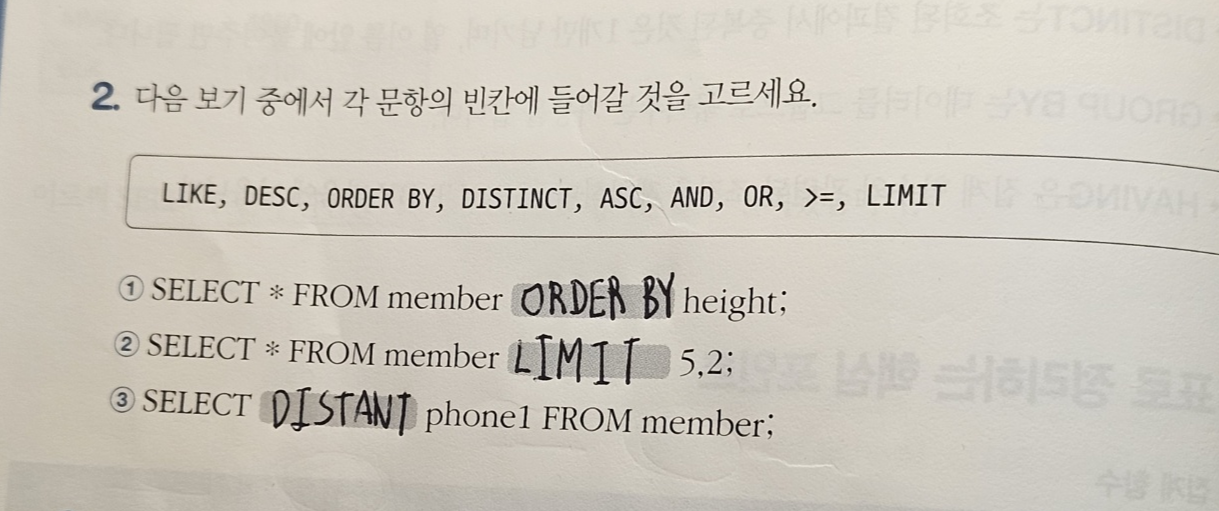 2. 다음 보기 중에서 각 문항의 빈칸에 들어갈 것을 고르세요.
LIKE, DESC, ORDER BY, DISTINCT, ASC, AND, OR, >=, LIMIT
① SELECT * FROM member ORDER BY height;
② SELECT * FROM member LIMIT 5,2;
③ SELECT DISTANT phone1 FROM member;